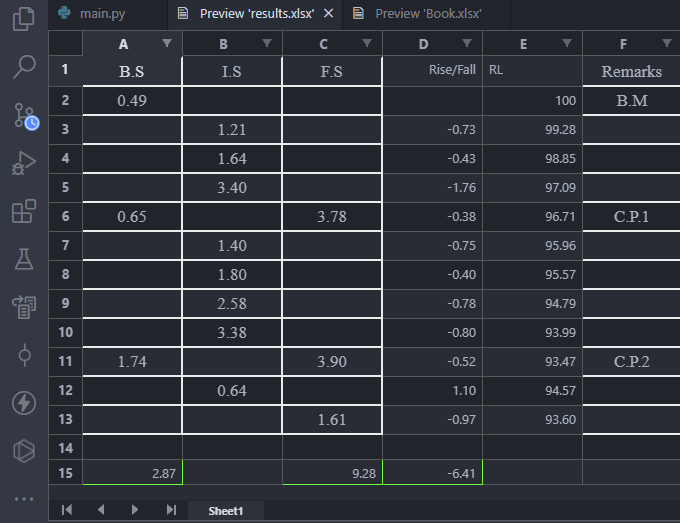 main.py Preview 'results.xlsx' × Preview 'Book.xlsx'
A B C D E F
1 B.S I.S F.S Rise/Fall RL Remarks
2 0.49 100 B.M
3 1.21 -0.73 99.28
4 1.64 -0.43 98.85
5 3.40 -1.76 97.09
6 0.65 3.78 -0.38 96.71 C.P.1
7 1.40 -0.75 95.96
8 1.80 -0.40 95.57
9 2.58 -0.78 94.79
10 3.38 -0.80 93.99
11 1.74 3.90 -0.52 93.47 C.P.2
12 0.64 1.10 94.57
13 1.61 -0.97 93.60
14
15 2.87 9.28 -6.41
Sheet1